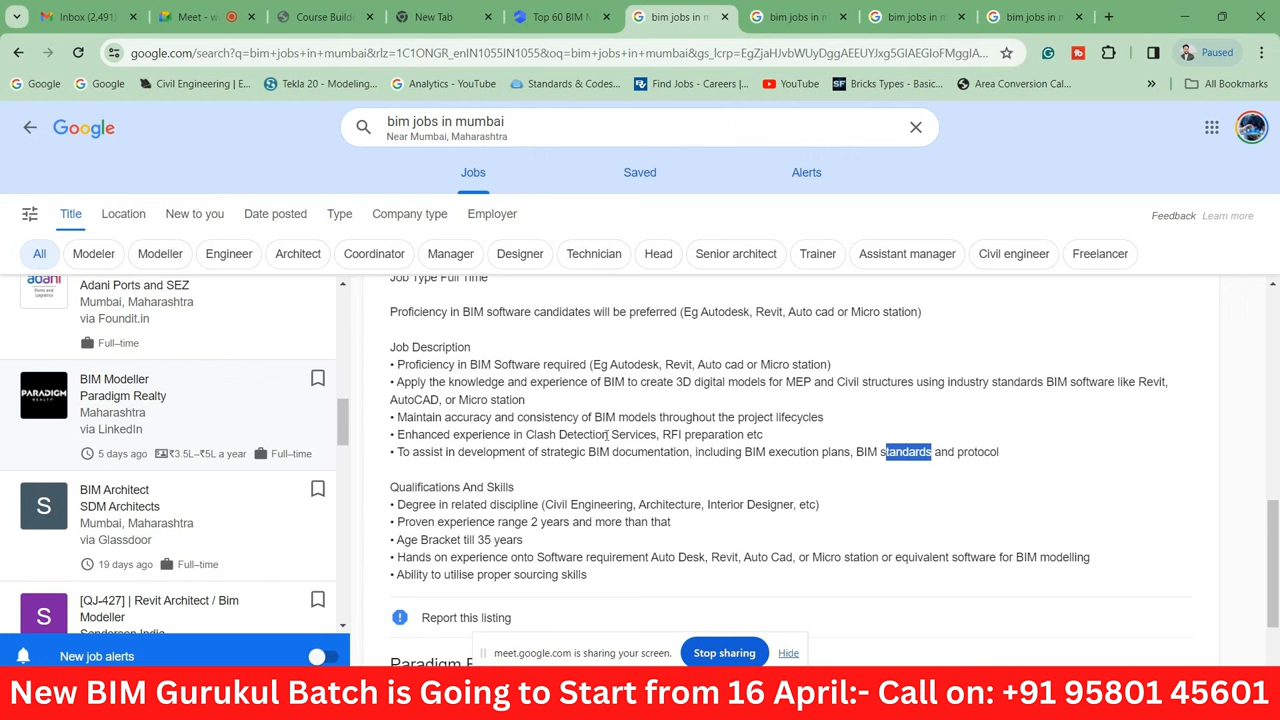 Inbox (2,491)
Meet - w
Course Build
New Tab
Top 60 BIM M
bim jobs in m
bim jobs in m
bim jobs in m
bim jobs in m
google.com/search?q=bim+jobs+in+mumbai&rlz=1C1ONGR_enIN1055IN1055&oq=bim+jobs+in+mumbai&gs_lcrp=EgZjaHJvbWUyDggAEEUYJxg5GIAEGIoFMggIA...
Paused
Google
Google
Civil Engineering | E...
Tekla 20 - Modeling...
Analytics - YouTube
Standards & Codes...
Find Jobs - Careers |...
YouTube
Bricks Types - Basic...
Area Conversion Cal...
»
All Bookmarks
Google
bim jobs in mumbai
Near Mumbai, Maharashtra
Jobs
Saved
Alerts
Title
Location
New to you
Date posted
Type
Company type
Employer
Feedback
Learn more
All
Modeler
Modeller
Engineer
Architect
Coordinator
Manager
Designer
Technician
Head
Senior architect
Trainer
Assistant manager
Civil engineer
Freelancer
adani
Ports and
Logistics
Adani Ports and SEZ
Mumbai, Maharashtra
via Foundit.in
Full–time
PARADIGM
REALTY
BIM Modeller
Paradigm Realty
Maharashtra
via LinkedIn
5 days ago
₹3.5L–₹5L a year
Full–time
S
BIM Architect
SDM Architects
Mumbai, Maharashtra
via Glassdoor
19 days ago
Full–time
S
[QJ-427] | Revit Architect / Bim
Modeller
Sanderson India
New job alerts
Job Type Full Time
Proficiency in BIM software candidates will be preferred (Eg Autodesk, Revit, Auto cad or Micro station)
Job Description
• Proficiency in BIM Software required (Eg Autodesk, Revit, Auto cad or Micro station)
• Apply the knowledge and experience of BIM to create 3D digital models for MEP and Civil structures using industry standards BIM software like Revit,
AutoCAD, or Micro station
• Maintain accuracy and consistency of BIM models throughout the project lifecycles
• Enhanced experience in Clash Detection Services, RFI preparation etc
• To assist in development of strategic BIM documentation, including BIM execution plans, BIM standards and protocol
Qualifications And Skills
• Degree in related discipline (Civil Engineering, Architecture, Interior Designer, etc)
• Proven experience range 2 years and more than that
• Age Bracket till 35 years
• Hands on experience onto Software requirement Auto Desk, Revit, Auto Cad, or Micro station or equivalent software for BIM modelling
• Ability to utilise proper sourcing skills
Report this listing
meet.google.com is sharing your screen.
Stop sharing
Hide
New BIM Gurukul Batch is Going to Start from 16 April:- Call on: +91 95801 45601